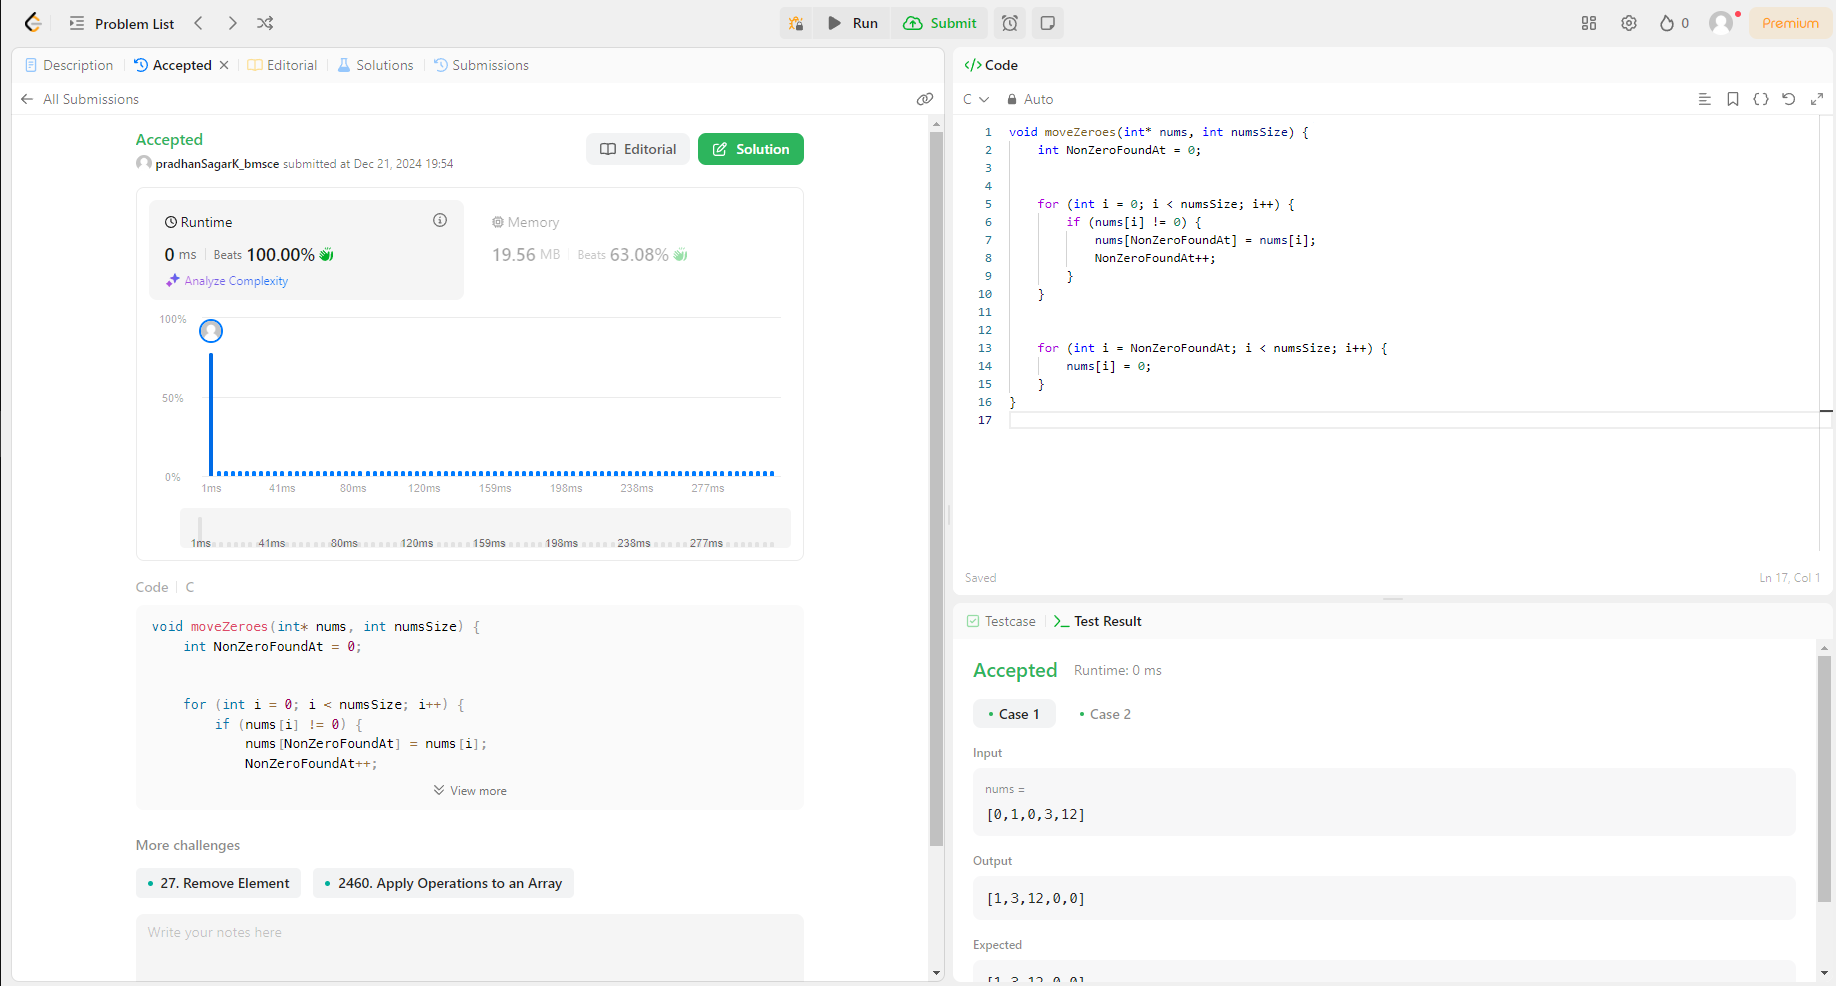 Problem List
Run
Submit
0
Premium
Description
Accepted
Editorial
Solutions
Submissions
All Submissions
Accepted
pradhanSagarK_bmsce submitted at Dec 21, 2024 19:54
Editorial
Solution
Runtime
0 ms
Beats 100.00%
Analyze Complexity
Memory
19.56 MB
Beats 63.08%
100%
50%
0%
1ms 41ms 80ms 120ms 159ms 198ms 238ms 277ms
1ms 41ms 80ms 120ms 159ms 198ms 238ms 277ms
Code
C
void moveZeroes(int* nums, int numsSize) {
    int NonZeroFoundAt = 0;
    for (int i = 0; i < numsSize; i++) {
        if (nums[i] != 0) {
            nums[NonZeroFoundAt] = nums[i];
            NonZeroFoundAt++;
View more
More challenges
27. Remove Element
2460. Apply Operations to an Array
Write your notes here
</> Code
C
Auto
1 void moveZeroes(int* nums, int numsSize) {
2     int NonZeroFoundAt = 0;
3
4
5     for (int i = 0; i < numsSize; i++) {
6         if (nums[i] != 0) {
7             nums[NonZeroFoundAt] = nums[i];
8             NonZeroFoundAt++;
9         }
10     }
11
12
13     for (int i = NonZeroFoundAt; i < numsSize; i++) {
14         nums[i] = 0;
15     }
16 }
17
Saved
Ln 17, Col 1
Testcase
Test Result
Accepted
Runtime: 0 ms
Case 1
Case 2
Input
nums =
[0,1,0,3,12]
Output
[1,3,12,0,0]
Expected
[1,3,12,0,0]